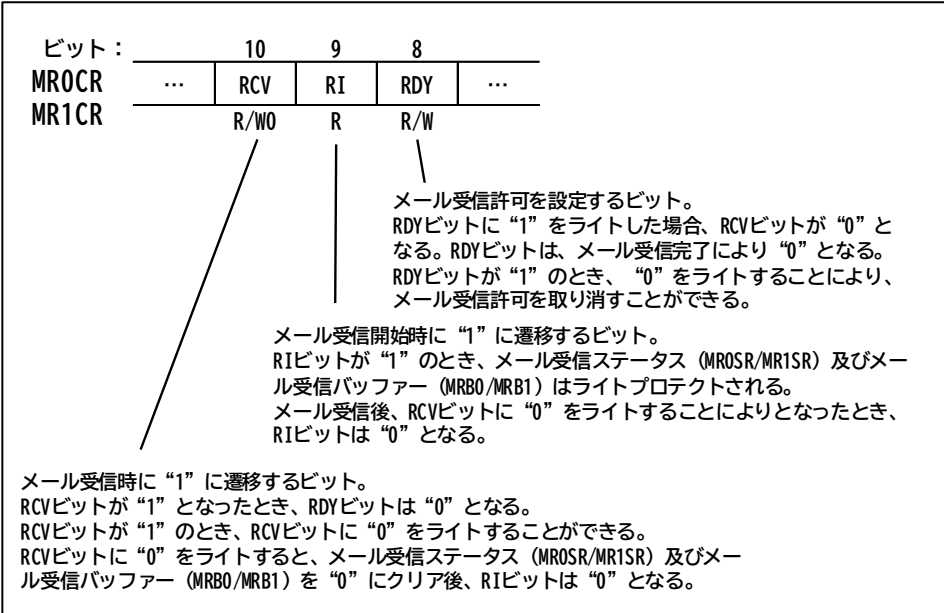 ビット： 10 9 8
MR0CR … RCV RI RDY …
MR1CR R/W0 R R/W
メール受信許可を設定するビット。
RDYビットに“1”をライトした場合、RCVビットが“0”と
なる。RDYビットは、メール受信完了により“0”となる。
RDYビットが“1”のとき、“0”をライトすることにより、
メール受信許可を取り消すことができる。
メール受信開始時に“1”に遷移するビット。
RIビットが“1”のとき、メール受信ステータス（MR0SR/MR1SR）及びメー
ル受信バッファー（MRB0/MRB1）はライトプロテクトされる。
メール受信後、RCVビットに“0”をライトすることによりとなったとき、
RIビットは“0”となる。
メール受信時に“1”に遷移するビット。
RCVビットが“1”となったとき、RDYビットは“0”となる。
RCVビットが“1”のとき、RCVビットに“0”をライトすることができる。
RCVビットに“0”をライトすると、メール受信ステータス（MR0SR/MR1SR）及びメー
ル受信バッファー（MRB0/MRB1）を“0”にクリア後、RIビットは“0”となる。